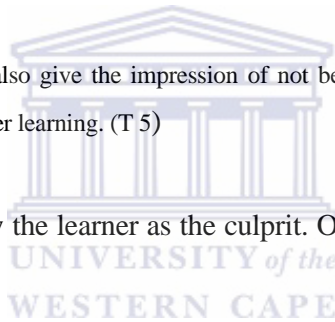 also give the impression of not be
er learning. (T 5)
y the learner as the culprit. O
UNIVERSITY of the
WESTERN CAPE